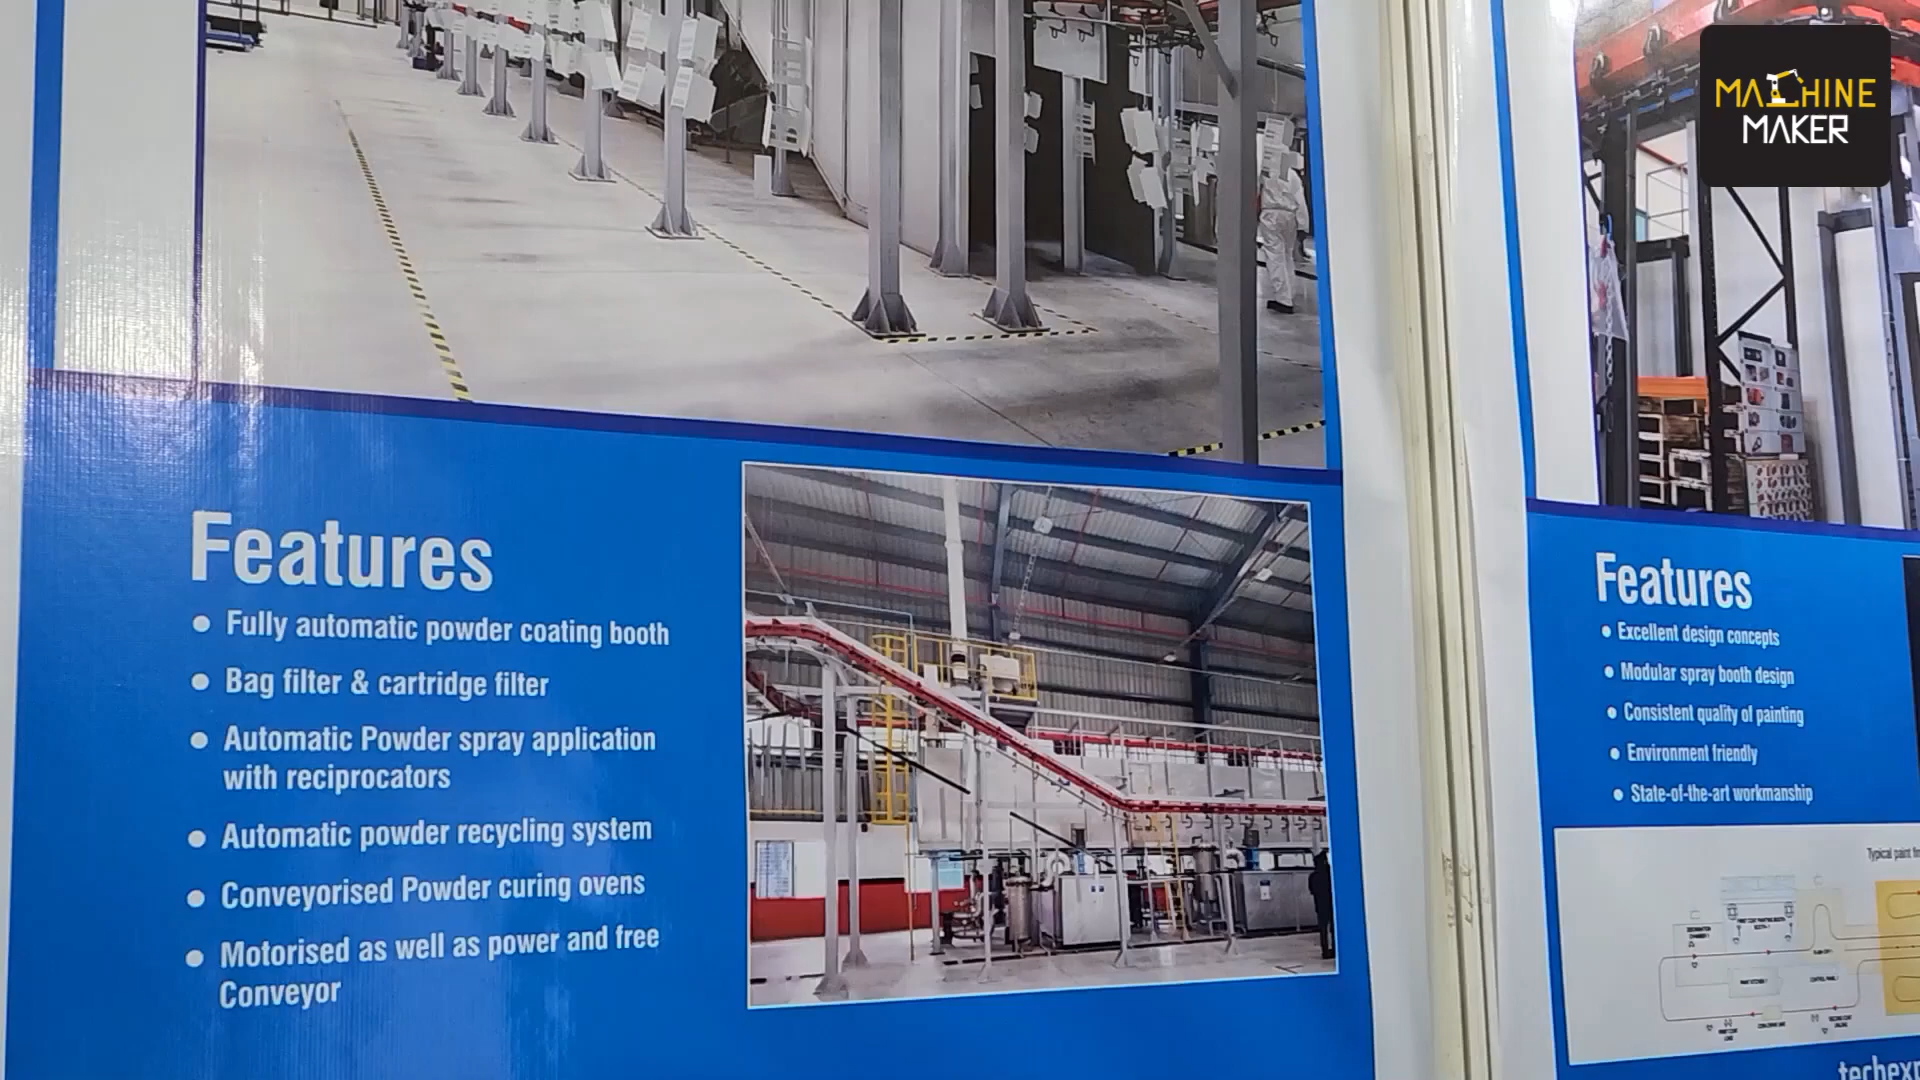 MACHINE
MAKER
Features
Fully automatic powder coating booth
Bag filter & cartridge filter
Automatic Powder spray application
with reciprocators
Automatic powder recycling system
Conveyorised Powder curing ovens
Motorised as well as power and free
Conveyor
Features
Excellent design concepts
Modular spray booth design
Consistent quality of painting
Environment friendly
State-of-the-art workmanship
Typical paint